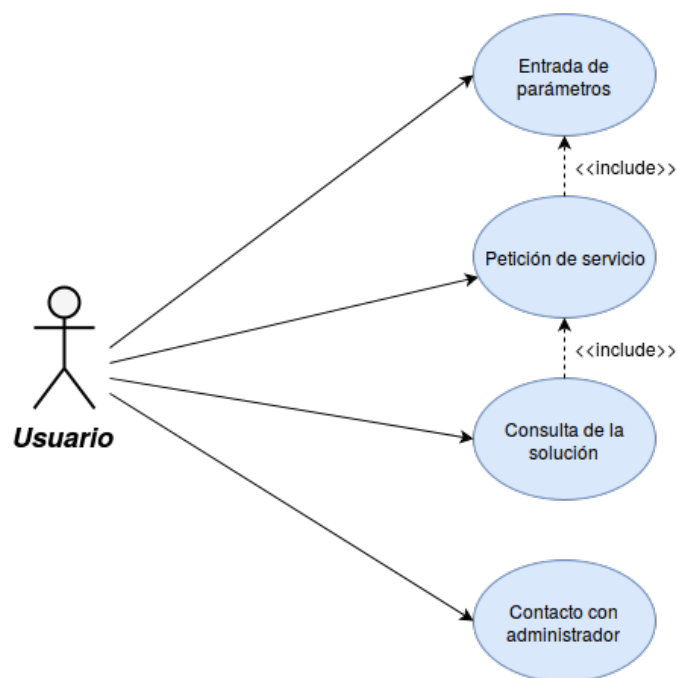 Entrada de
parámetros
<<include>>
Petición de servicio
<<include>>
Usuario
Consulta de la
solución
Contacto con
administrador